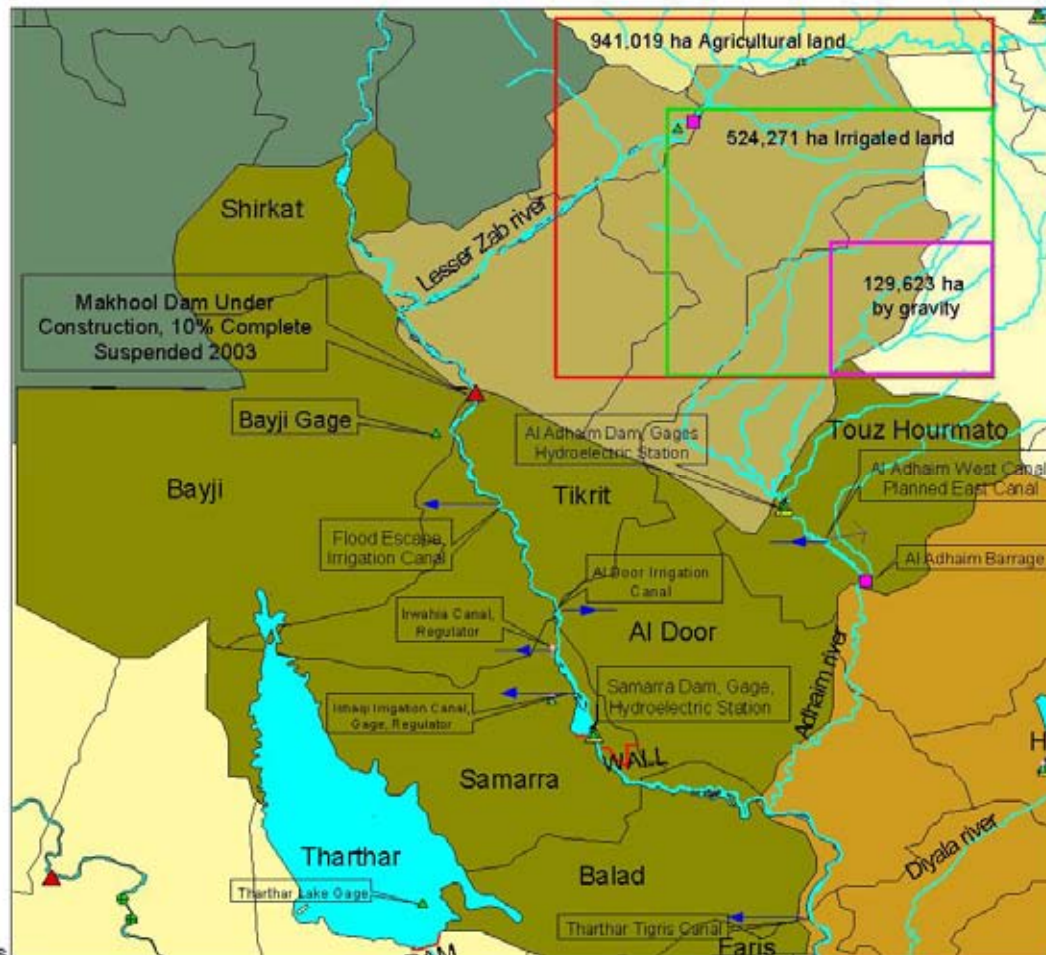 941,019 ha Agricultural land
524,271 ha Irrigated land
Shirkat
Lesser Zab river
129,623 ha
by gravity
Makhool Dam Under
Construction, 10% Complete
Suspended 2003
Bayji Gage
Al Adhaim Dam, Gages
Hydroelectric Station
Touz Hourmato
Al Adhaim West Canal
Planned East Canal
Bayji
Tikrit
Flood Escape,
Irrigation Canal
Al Door Irrigation
Canal
Al Adhaim Barrage
Irwahia Canal,
Regulator
Al Door
Adhaim river
Ishaqi Irrigation Canal,
Gage, Regulator
Samarra Dam, Gage,
Hydroelectric Station
WALL
H
Samarra
Diyala river
Tharthar
Balad
Tharthar Lake Gage
Tharthar Tigris Canal
Faris
s